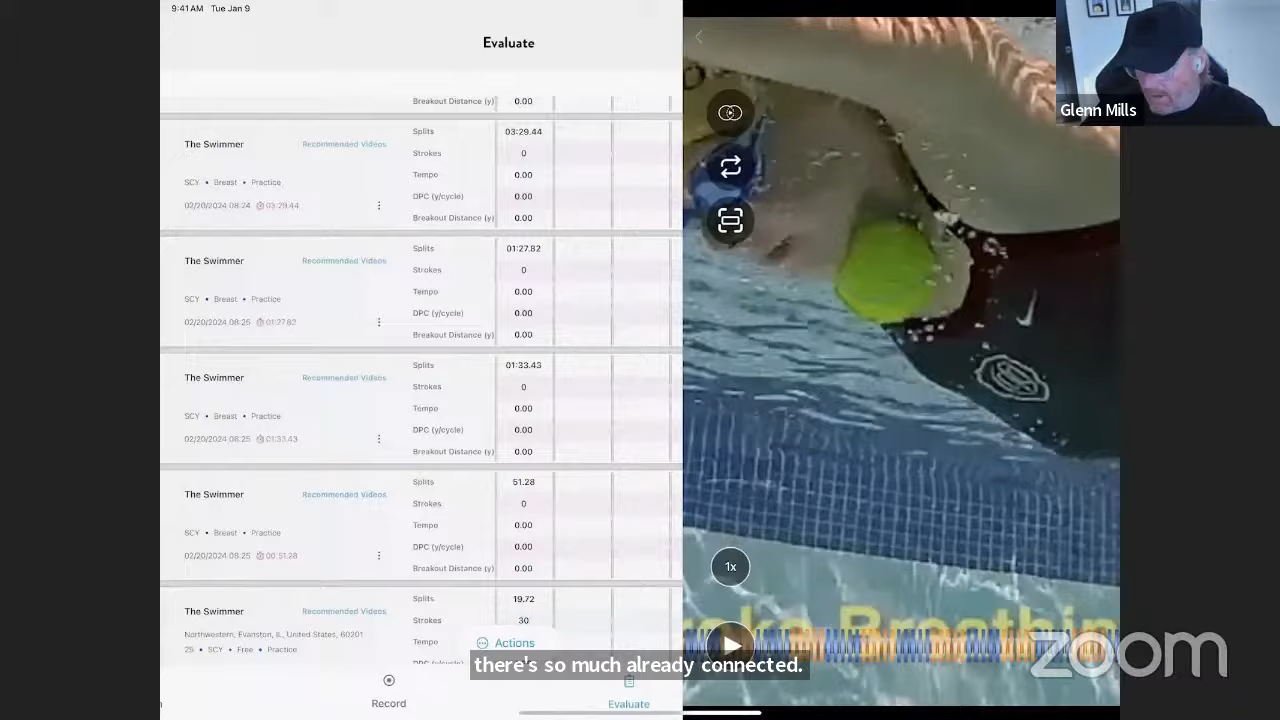 9:41 AM Tue Jan 9
Evaluate
Breakout Distance (y) 0.00
The Swimmer
Recommended Videos
SCY • Breast • Practice
02/20/2024 08:24 03:29.44
Splits 03:29.44
Strokes 0
Tempo 0.00
DPC (y/cycle) 0.00
Breakout Distance (y) 0.00
The Swimmer
Recommended Videos
SCY • Breast • Practice
02/20/2024 08:25 01:27.82
Splits 01:27.82
Strokes 0
Tempo 0.00
DPC (y/cycle) 0.00
Breakout Distance (y) 0.00
The Swimmer
Recommended Videos
SCY • Breast • Practice
02/20/2024 08:25 01:33.43
Splits 01:33.43
Strokes 0
Tempo 0.00
DPC (y/cycle) 0.00
Breakout Distance (y) 0.00
The Swimmer
Recommended Videos
SCY • Breast • Practice
02/20/2024 08:25 00:51.28
Splits 51.28
Strokes 0
Tempo 0.00
DPC (y/cycle) 0.00
Breakout Distance (y) 0.00
The Swimmer
Recommended Videos
Northwestern, Evanston, IL, United States, 60201
25 • SCY • Free • Practice
Splits 19.72
Strokes 30
Tempo
Actions
Record
Evaluate
1x
Breathin
Glenn Mills
there's so much already connected.
zoom